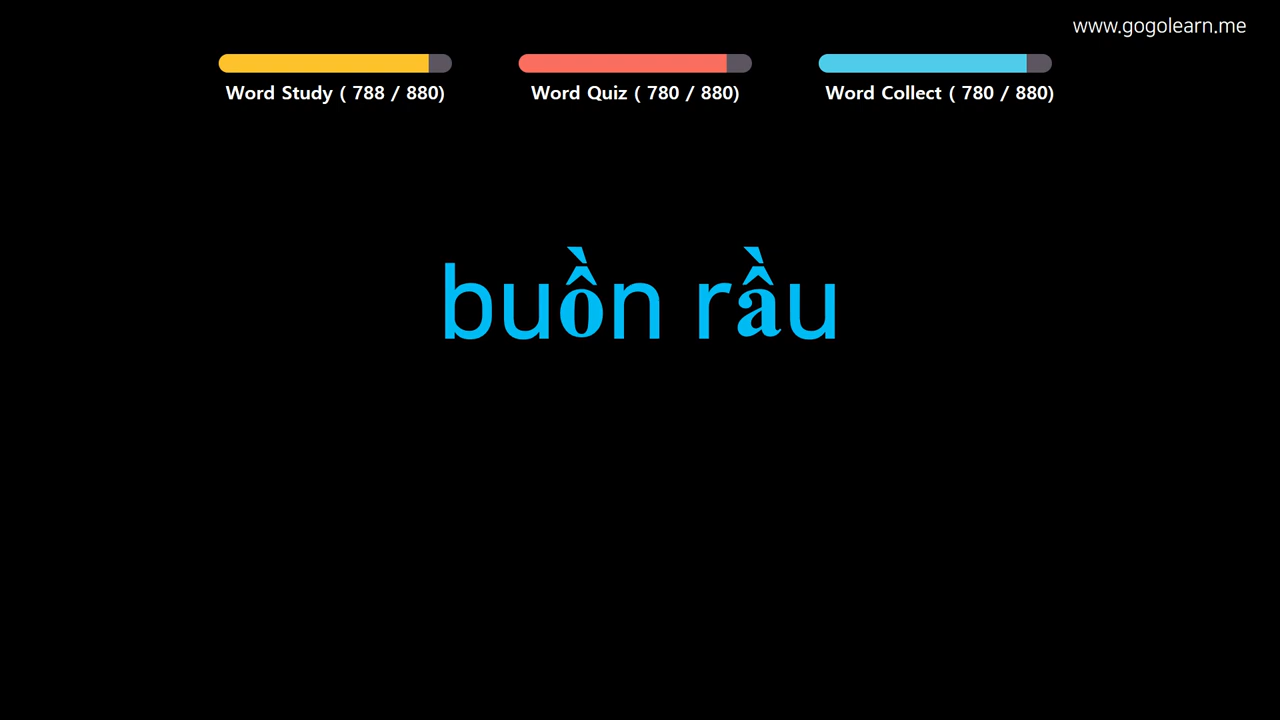 www.gogolearn.me
Word Study ( 788 / 880)
Word Quiz ( 780 / 880)
Word Collect ( 780 / 880)
buồn rầu